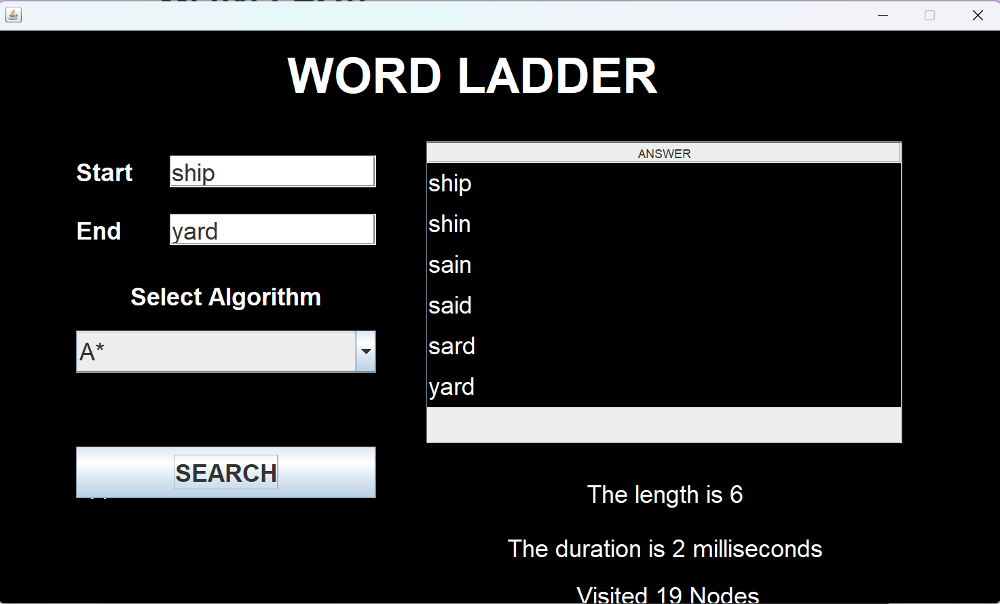 WORD LADDER
Start
ship
End
yard
Select Algorithm
A*
SEARCH
ANSWER
ship
shin
sain
said
sard
yard
The length is 6
The duration is 2 milliseconds
Visited 19 Nodes